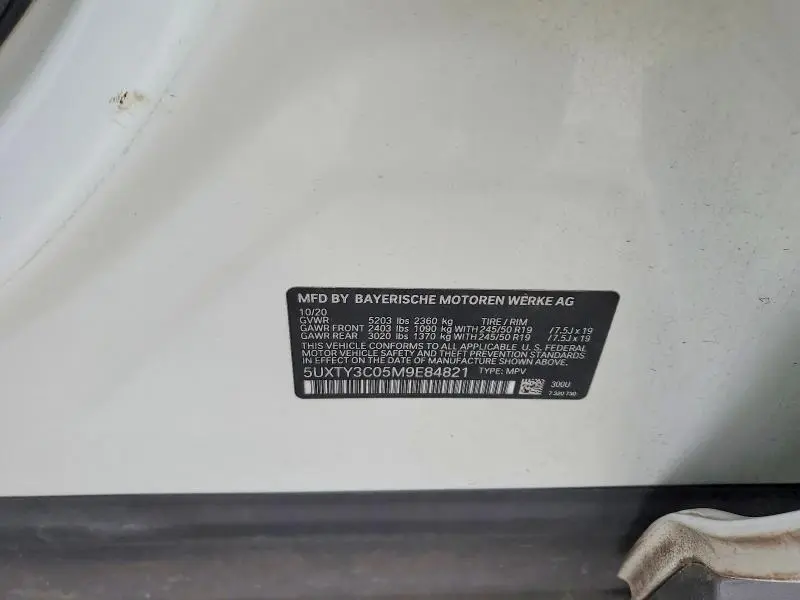 MFD BY BAYERISCHE MOTOREN WERKE AG
10/20
GVWR 5203 lbs 2360 kg TIRE / RIM
GAWR FRONT 2403 lbs 1090 kg WITH 245/50 R19 / 7.5J x 19
GAWR REAR 3020 lbs 1370 kg WITH 245/50 R19 / 7.5J x 19
THIS VEHICLE CONFORMS TO ALL APPLICABLE U. S. FEDERAL
MOTOR VEHICLE SAFETY AND THEFT PREVENTION STANDARDS
IN EFFECT ON THE DATE OF MANUFACTURE SHOWN ABOVE.
5UXTY3C05M9E84821 TYPE: MPV
300U
7 320 730